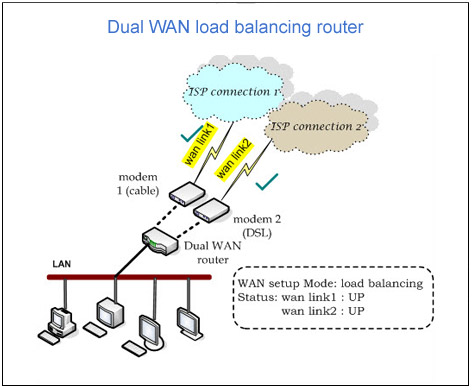 Dual WAN load balancing router
ISP connection 1
ISP connection 2
wan link1
wan link2
modem
1 (cable)
modem 2
(DSL)
Dual WAN
router
LAN
WAN setup Mode: load balancing
Status: wan link1 : UP
wan link2 : UP